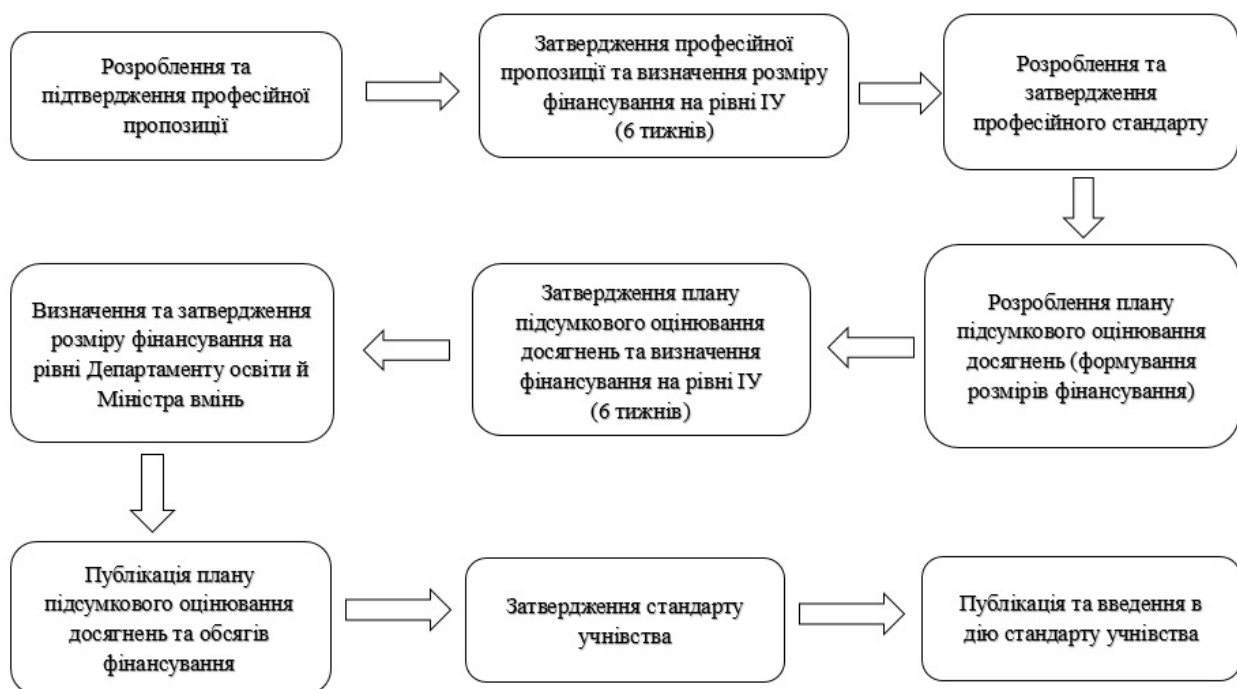 Розроблення та
підтвердження професійної
пропозиції
Затвердження професійної
пропозиції та визначення розміру
фінансування на рівні ІУ
(6 тижнів)
Розроблення та
затвердження
професійного стандарту
Розроблення плану
підсумкового оцінювання
досягнень (формування
розмірів фінансування)
Затвердження плану
підсумкового оцінювання
досягнень та визначення
фінансування на рівні ІУ
(6 тижнів)
Визначення та затвердження
розміру фінансування на
рівні Департаменту освіти й
Міністра вмінь
Публікація плану
підсумкового оцінювання
досягнень та обсягів
фінансування
Затвердження стандарту
учнівства
Публікація та введення в
дію стандарту учнівства